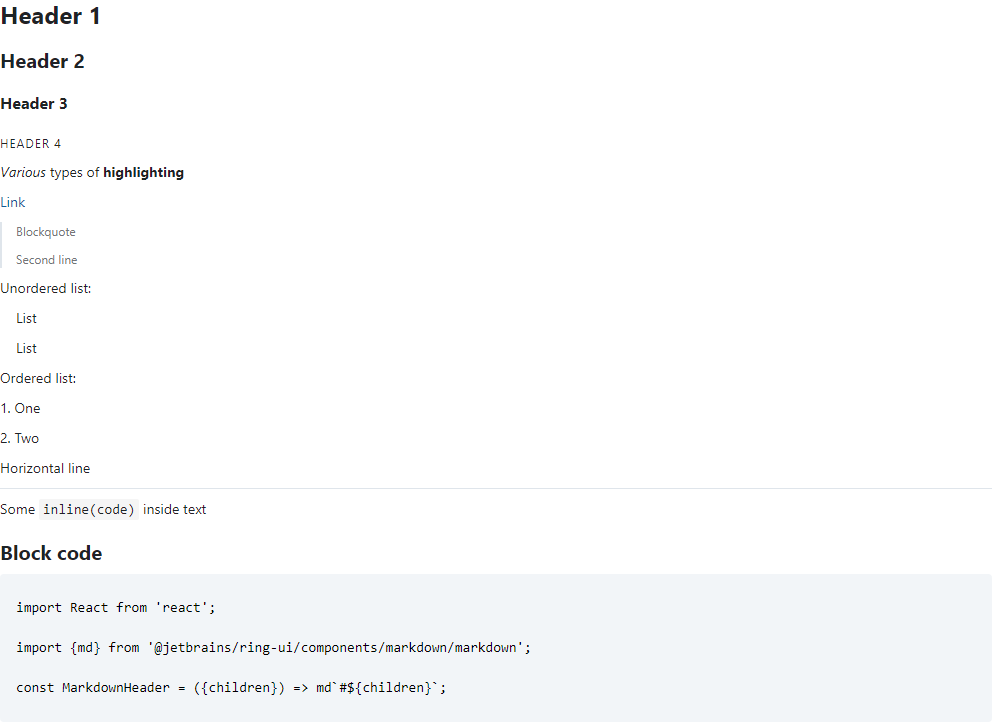 Header 1
Header 2
Header 3
HEADER 4
Various types of highlighting
Link
Blockquote
Second line
Unordered list:
List
List
Ordered list:
1. One
2. Two
Horizontal line
Some inline(code) inside text
Block code
import React from 'react';
import {md} from '@jetbrains/ring-ui/components/markdown/markdown';
const MarkdownHeader = ({children}) => md`#${children}`;